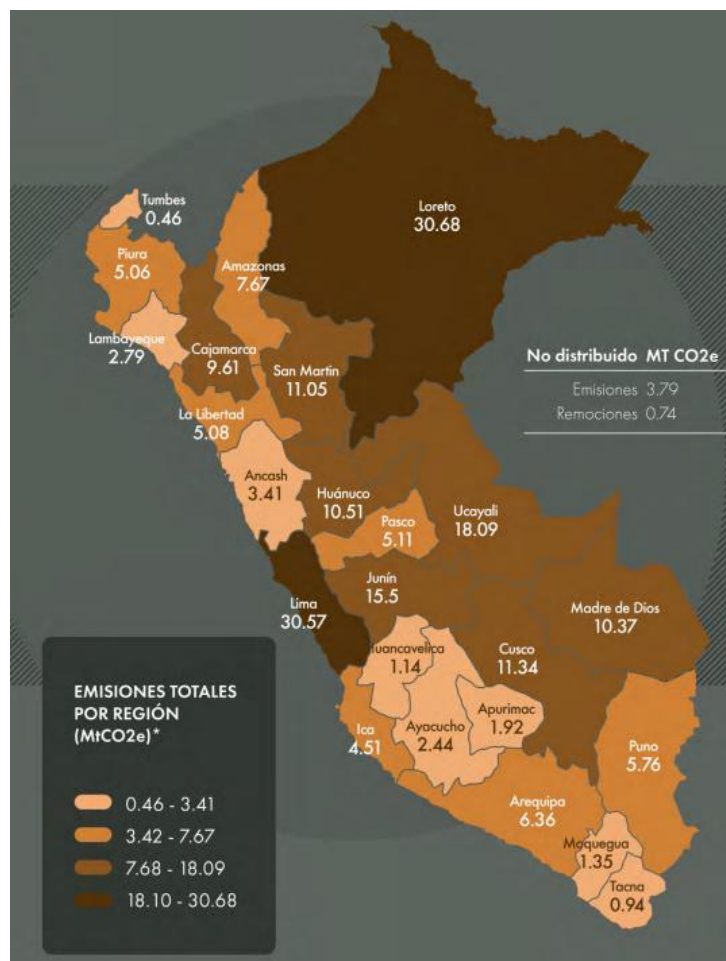 Tumbes
0.46
Loreto
30.68
Piura
5.06
Amazonas
7.67
Lambayeque
2.79
Cajamarca
9.61
San Martín
11.05
No distribuido MT CO2e
Emisiones 3.79
Remociones 0.74
La Libertad
5.08
Ancash
3.41
Huánuco
10.51
Ucayali
18.09
Pasco
5.11
Junín
15.5
Lima
30.57
Madre de Dios
10.37
Huancavelica
1.14
Cusco
11.34
Apurimac
1.92
Ayacucho
2.44
Ica
4.51
Puno
5.76
Arequipa
6.36
Moquegua
1.35
Tacna
0.94
EMISIONES TOTALES
POR REGIÓN
(MtCO2e)*
0.46 - 3.41
3.42 - 7.67
7.68 - 18.09
18.10 - 30.68